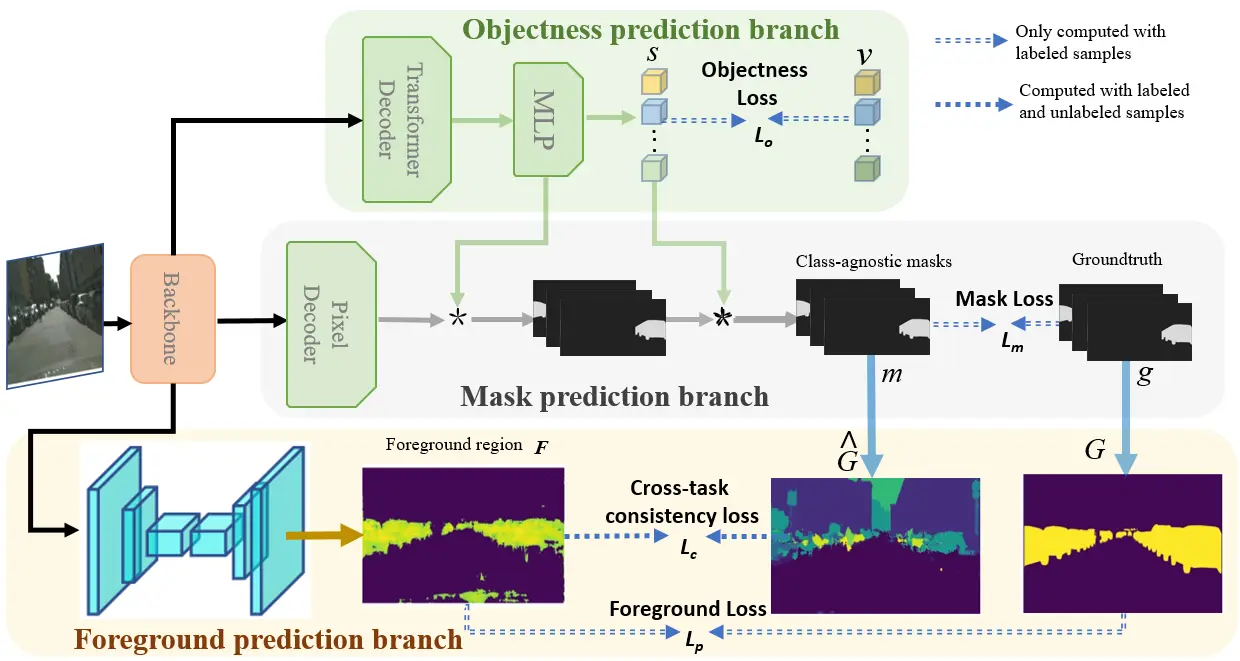 Objectness prediction branch
Transformer
Decoder
MLP
s
Objectness
Loss
L_o
v
Only computed with
labeled samples
Computed with labeled
and unlabeled samples
Backbone
Pixel
Decoder
*
*
Class-agnostic masks
Mask Loss
L_m
Groundtruth
m
g
Mask prediction branch
Foreground region F
Ĝ
G
Cross-task
consistency loss
L_c
Foreground Loss
L_p
Foreground prediction branch